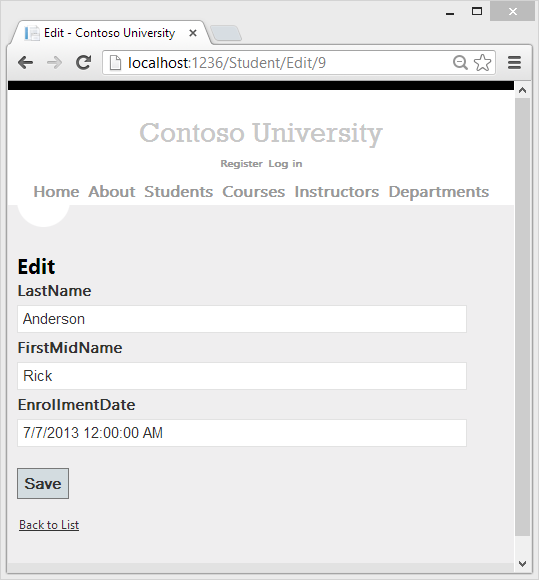 Edit - Contoso University
localhost:1236/Student/Edit/9
Contoso University
Register Log in
Home About Students Courses Instructors Departments
Edit
LastName
Anderson
FirstMidName
Rick
EnrollmentDate
7/7/2013 12:00:00 AM
Save
Back to List